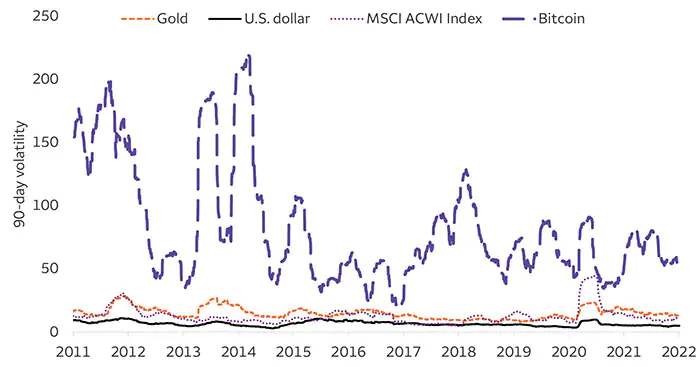 250
Gold U.S. dollar MSCI ACWI Index Bitcoin
200
150
100
50
0
90-day volatility
2011 2012 2013 2014 2015 2016 2017 2018 2019 2020 2021 2022